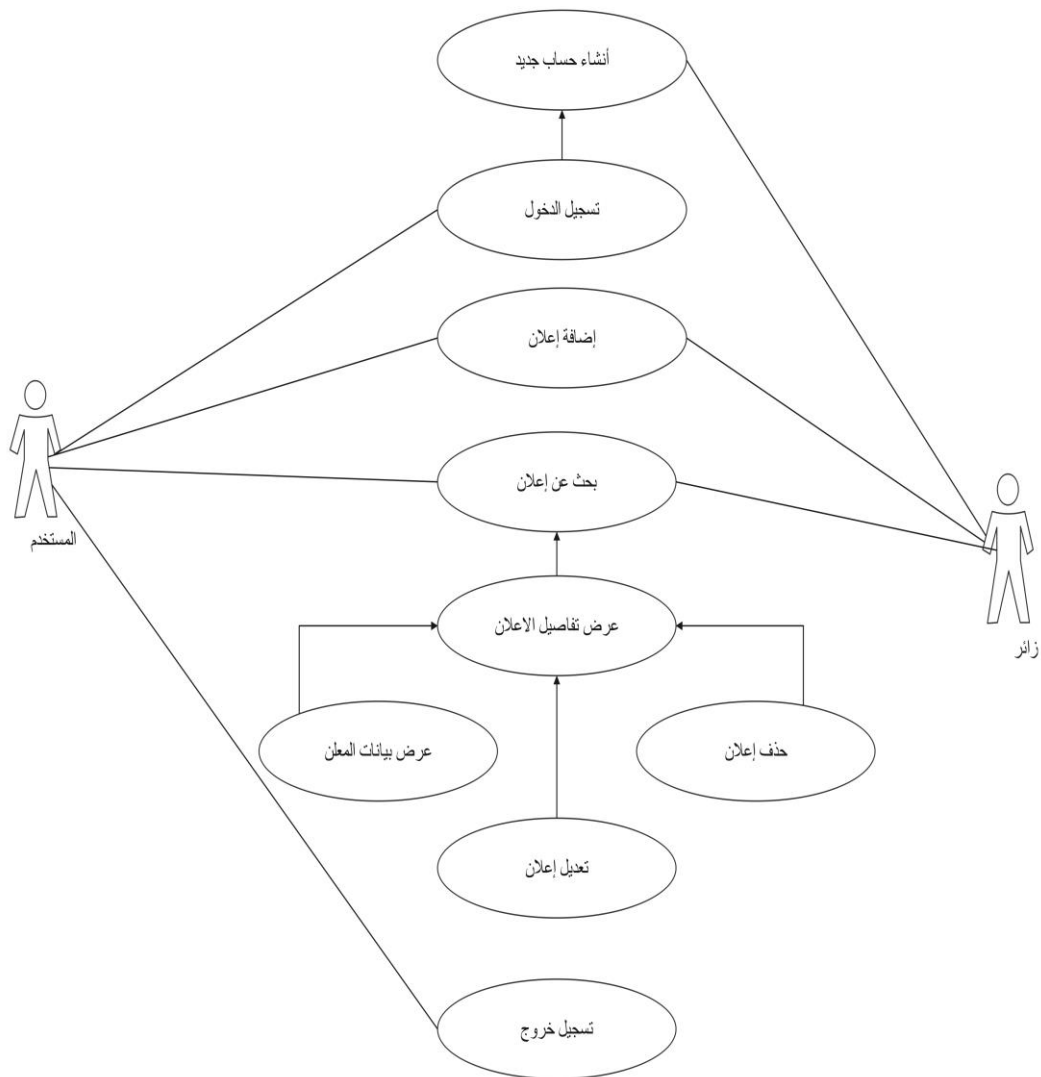 أنشاء حساب جديد
تسجيل الدخول
إضافة إعلان
بحث عن إعلان
المستخدم
عرض تفاصيل الاعلان
زائر
حذف إعلان
عرض بيانات المعلن
تعديل إعلان
تسجيل خروج